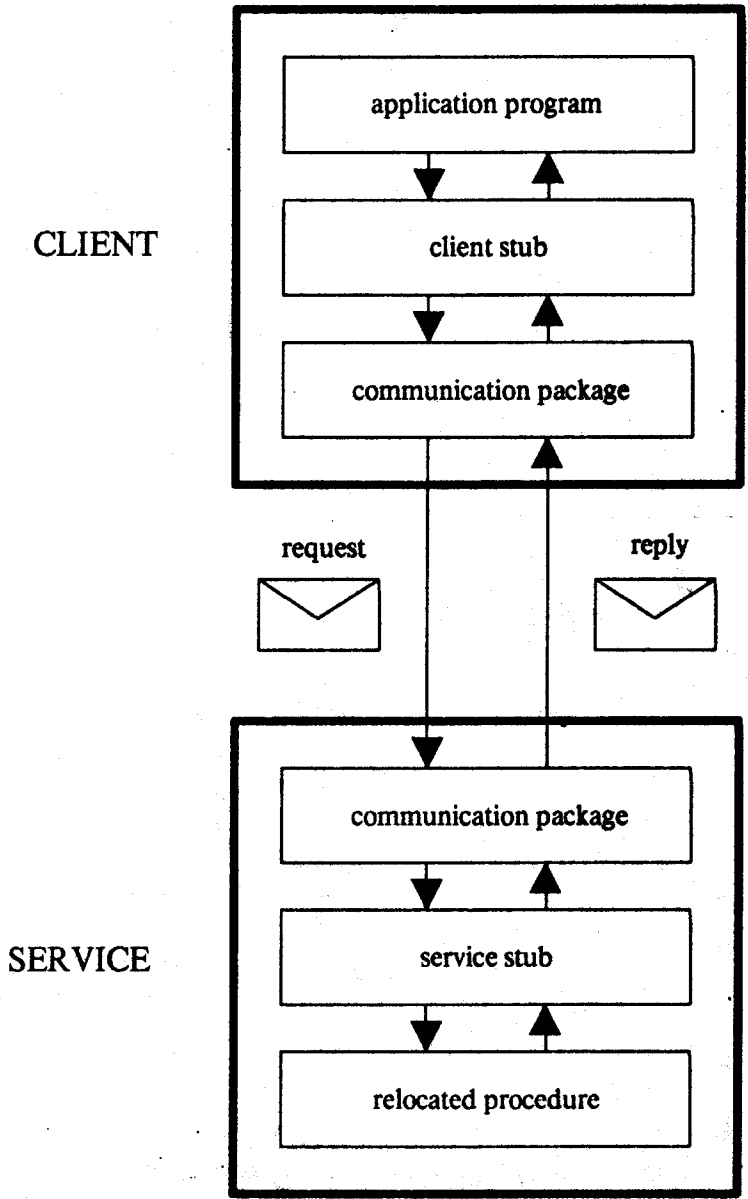 application program
CLIENT
client stub
communication package
request
reply
communication package
SERVICE
service stub
relocated procedure